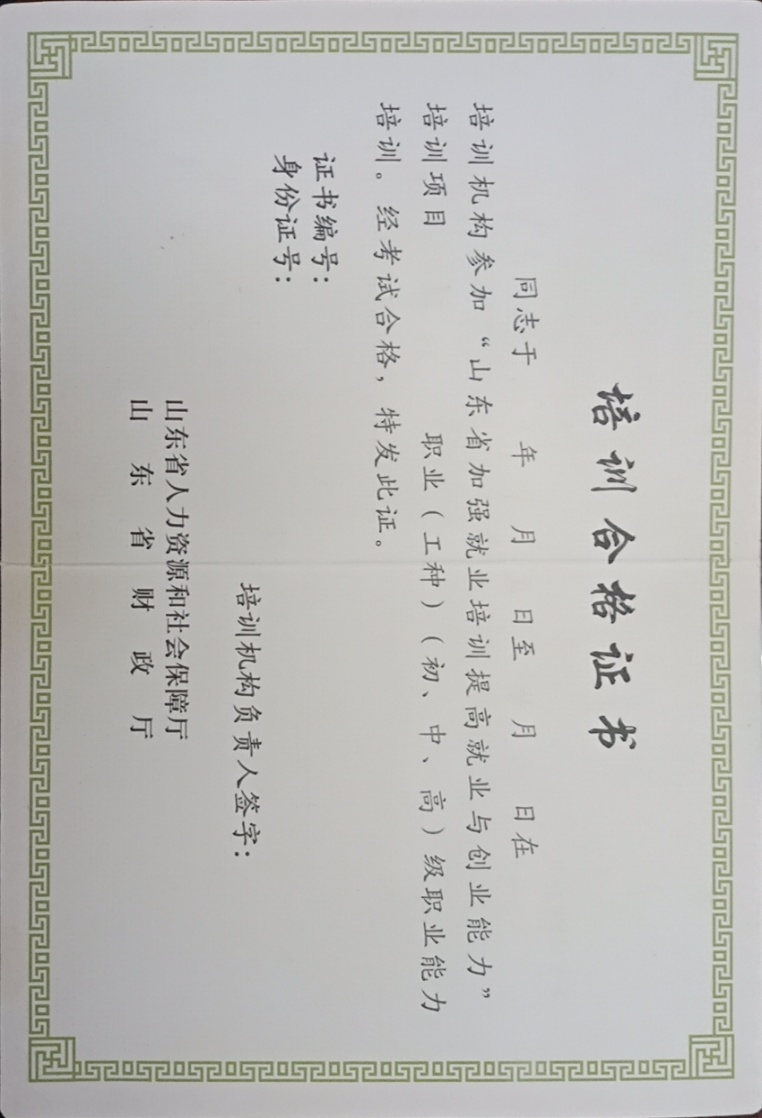 培训合格证书
同志于 年 月 日至 月 日在
培训机构参加“山东省加强就业培训提高就业与创业能力”
培训项目 职业（工种）（初、中、高）级职业能力
培训。经考试合格，特发此证。
证书编号：
身份证号：
培训机构负责人签字：
山东省人力资源和社会保障厅
山东省财政厅